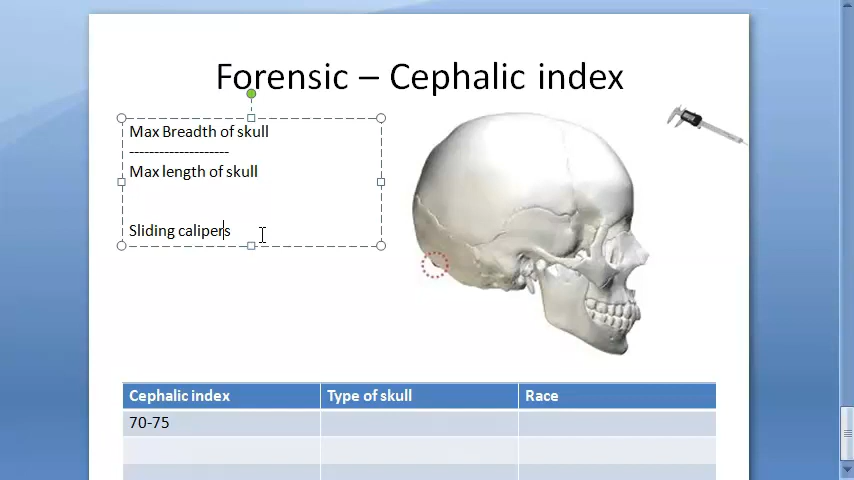 Forensic – Cephalic index
Max Breadth of skull
--------------------
Max length of skull
Sliding calipers
Cephalic index Type of skull Race
70-75